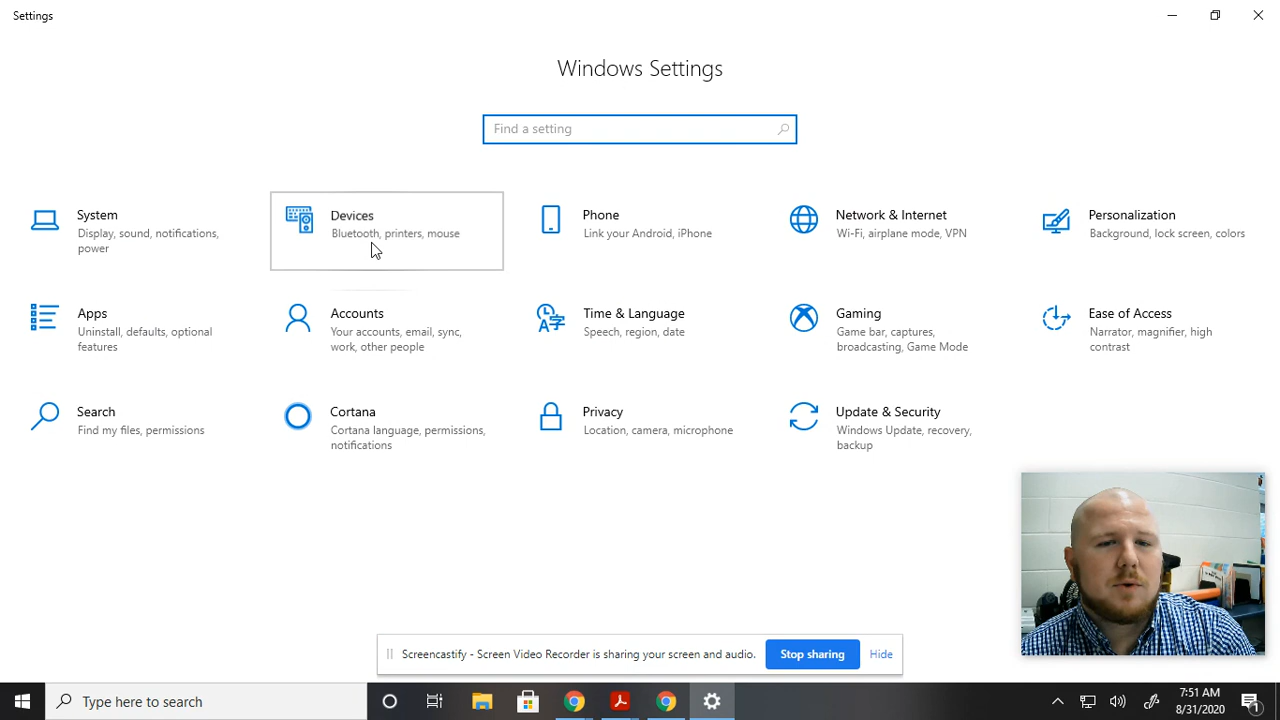 Settings
Windows Settings
Find a setting
System
Display, sound, notifications,
power
Devices
Bluetooth, printers, mouse
Phone
Link your Android, iPhone
Network & Internet
Wi-Fi, airplane mode, VPN
Personalization
Background, lock screen, colors
Apps
Uninstall, defaults, optional
features
Accounts
Your accounts, email, sync,
work, other people
Time & Language
Speech, region, date
Gaming
Game bar, captures,
broadcasting, Game Mode
Ease of Access
Narrator, magnifier, high
contrast
Search
Find my files, permissions
Cortana
Cortana language, permissions,
notifications
Privacy
Location, camera, microphone
Update & Security
Windows Update, recovery,
backup
Screencastify - Screen Video Recorder is sharing your screen and audio.
Stop sharing
Hide
Type here to search
7:51 AM
8/31/2020
1